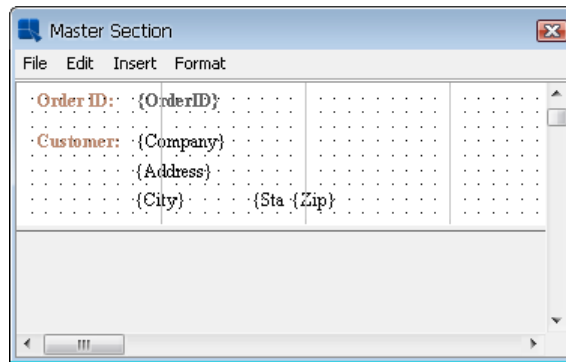 Master Section
File Edit Insert Format
Order ID: {OrderID}
Customer: {Company}
{Address}
{City} {Sta {Zip}